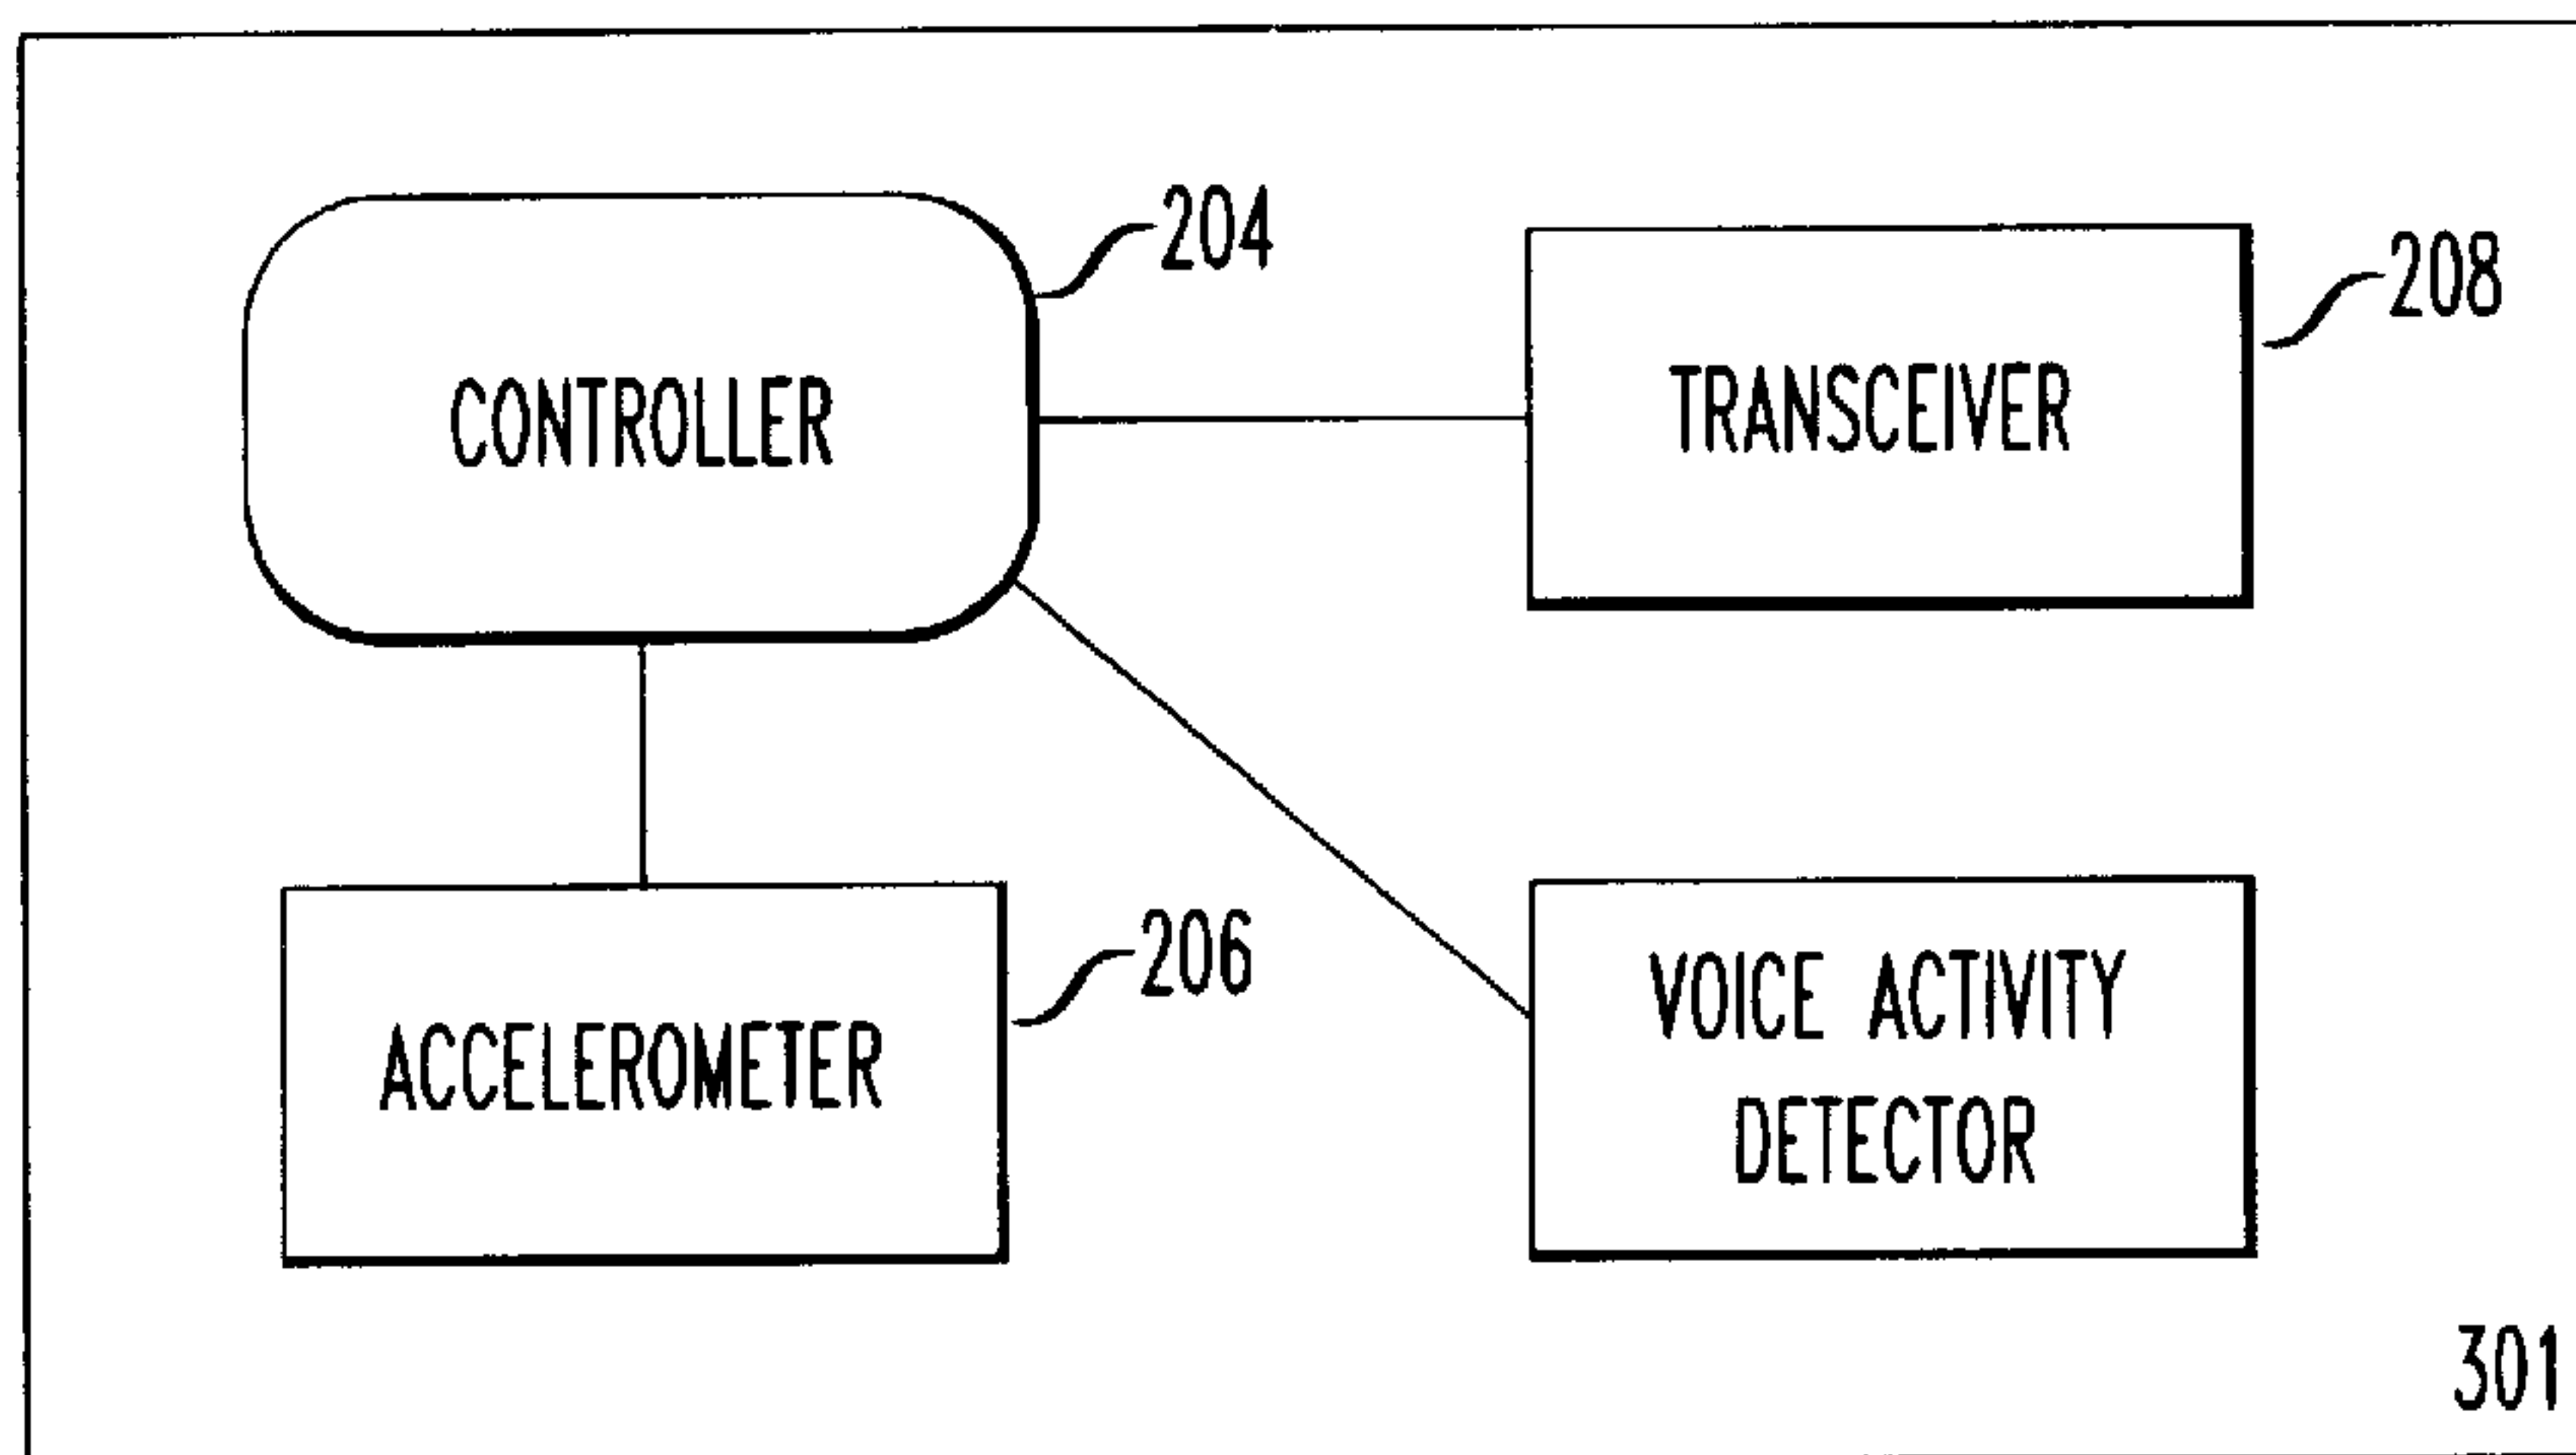 204
CONTROLLER
208
TRANSCEIVER
206
ACCELEROMETER
VOICE ACTIVITY
DETECTOR
301